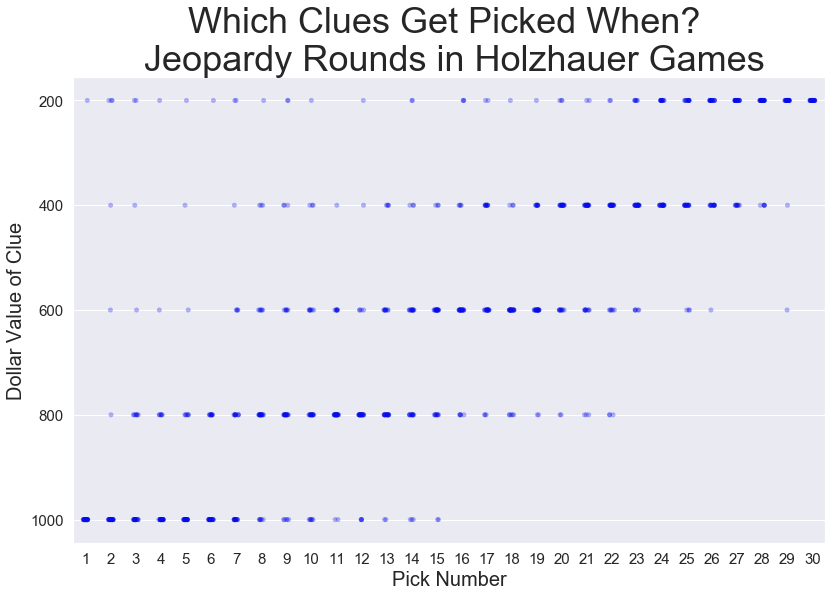 Which Clues Get Picked When?
Jeopardy Rounds in Holzhauer Games
Dollar Value of Clue
200
400
600
800
1000
1 2 3 4 5 6 7 8 9 10 11 12 13 14 15 16 17 18 19 20 21 22 23 24 25 26 27 28 29 30
Pick Number